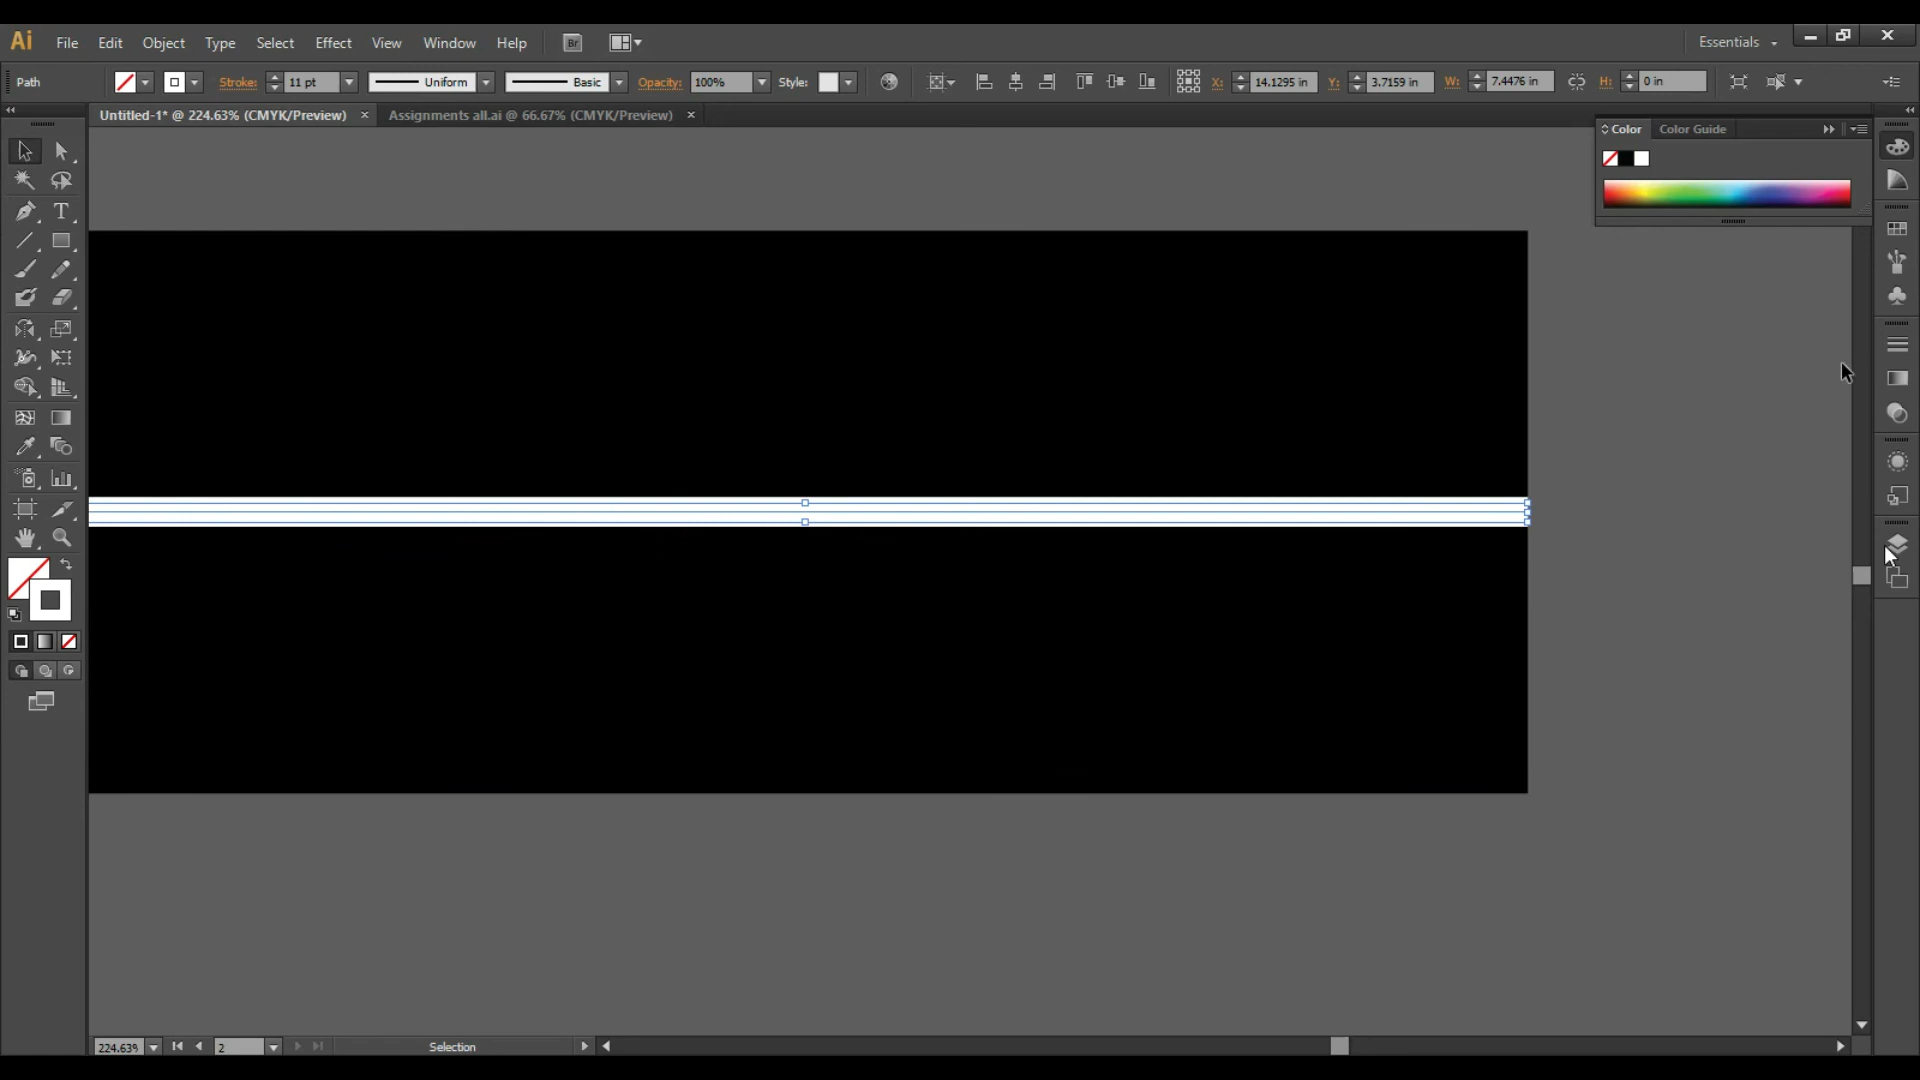 Ai File Edit Object Type Select Effect View Window Help Br Essentials
Path Stroke: 11 pt Uniform Basic Opacity: 100% Style: X: 14.1295 in Y: 3.7159 in W: 7.4476 in H: 0 in
Untitled-1* @ 224.63% (CMYK/Preview) Assignments all.ai @ 66.67% (CMYK/Preview)
Color Color Guide
T
224.63% 2 Selection